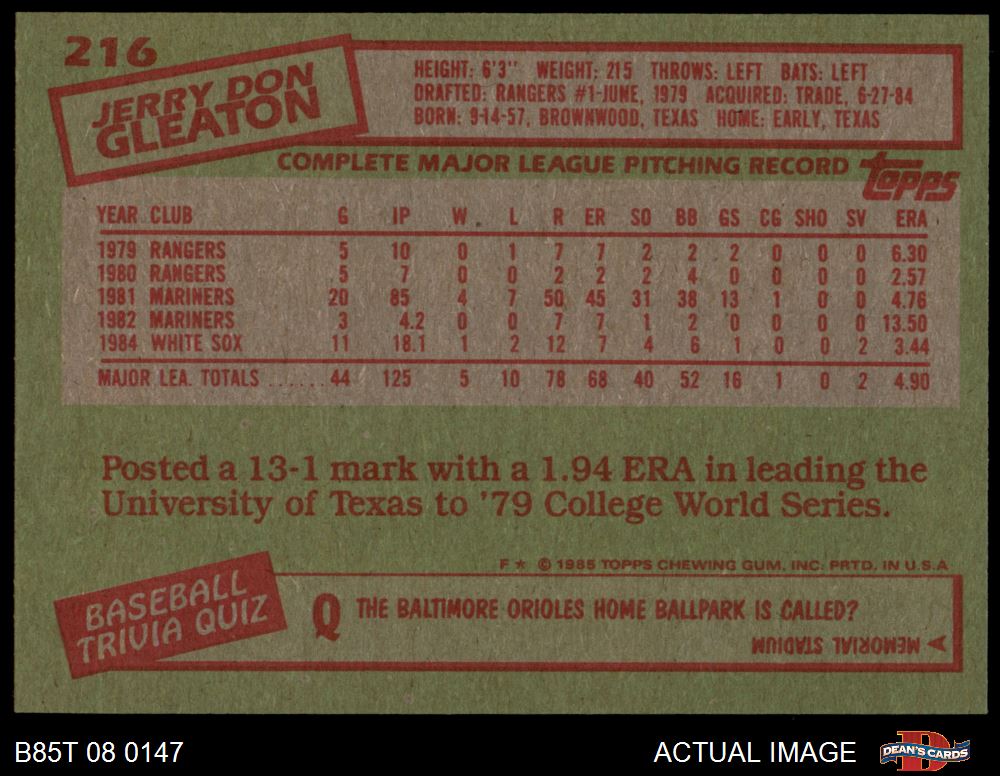 216
JERRY DON
GLEATON
HEIGHT: 6'3" WEIGHT: 215 THROWS: LEFT BATS: LEFT
DRAFTED: RANGERS #1-JUNE, 1979 ACQUIRED: TRADE, 6-27-84
BORN: 9-14-57, BROWNWOOD, TEXAS HOME: EARLY, TEXAS
COMPLETE MAJOR LEAGUE PITCHING RECORD
Topps
YEAR CLUB G IP W. L R ER SO BB GS CG SHO SV ERA
1979 RANGERS 5 10 0 1 7 7 2 2 2 0 0 0 6.30
1980 RANGERS 5 7 0 0 2 2 2 4 0 0 0 0 2.57
1981 MARINERS 20 85 4 7 50 45 31 38 13 1 0 0 4.76
1982 MARINERS 3 4.2 0 0 7 7 1 2 0 0 0 0 13.50
1984 WHITE SOX 11 18.1 1 2 12 7 4 6 1 0 0 2 3.44
MAJOR LEA. TOTALS ...... 44 125 5 10 78 68 40 52 16 1 0 2 4.90
Posted a 13-1 mark with a 1.94 ERA in leading the
University of Texas to '79 College World Series.
F★ © 1985 TOPPS CHEWING GUM, INC. PRTD. IN U.S.A
BASEBALL
TRIVIA QUIZ
Q THE BALTIMORE ORIOLES HOME BALLPARK IS CALLED?
A MEMORIAL STADIUM
B85T 08 0147
ACTUAL IMAGE
D
DEAN'S CARDS